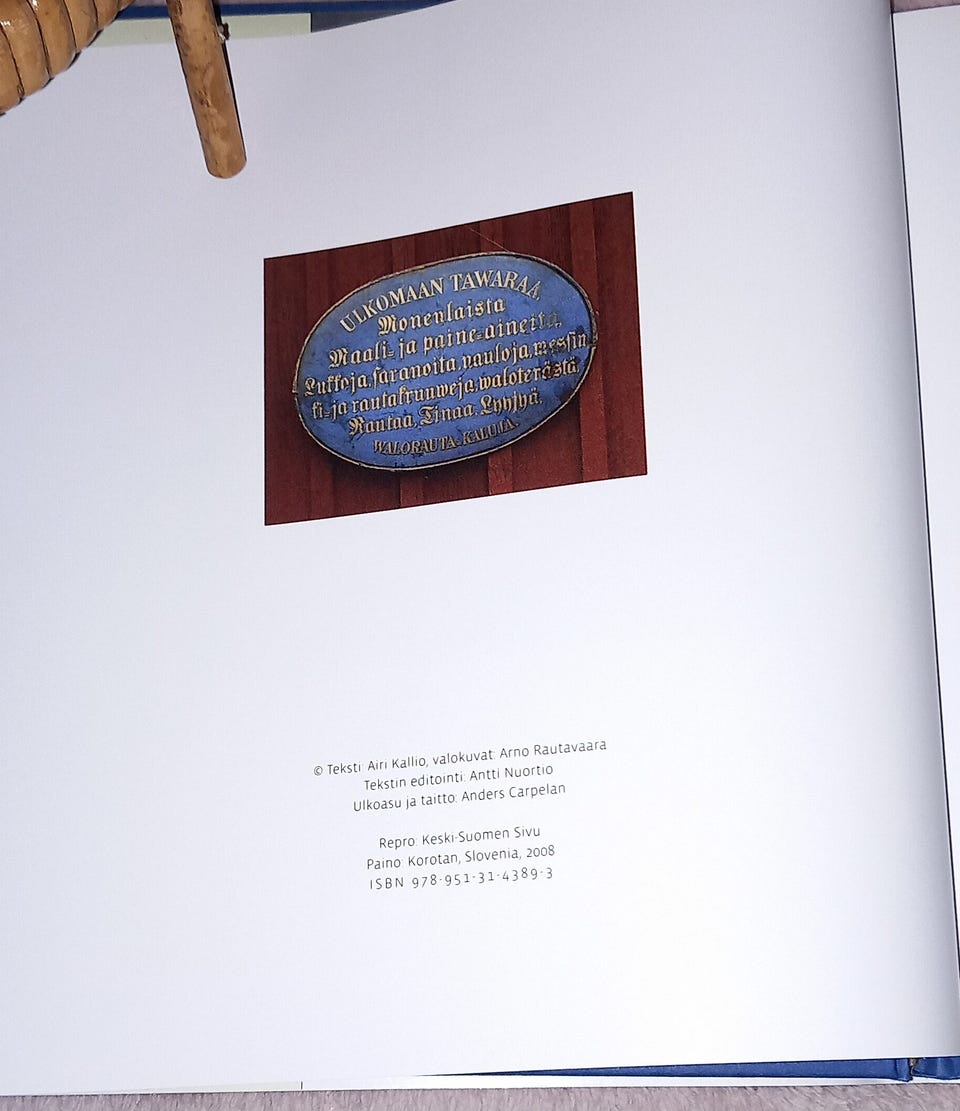 ULKOMAAN TAWARAA,
Monenlaista
Maali- ja paine-aineita,
Lukkoja, saranoita, nauloja, messin
ki- ja rautakruuweja, waloterästä
Rautaa, Tinaa, Lyyjyä,
WALORAUTA-KALUJA.
© Teksti: Airi Kallio, valokuvat: Arno Rautavaara
Tekstin editointi: Antti Nuortio
Ulkoasu ja taitto: Anders Carpelan
Repro: Keski-Suomen Sivu
Paino: Korotan, Slovenia, 2008
ISBN 978-951-31-4389-3